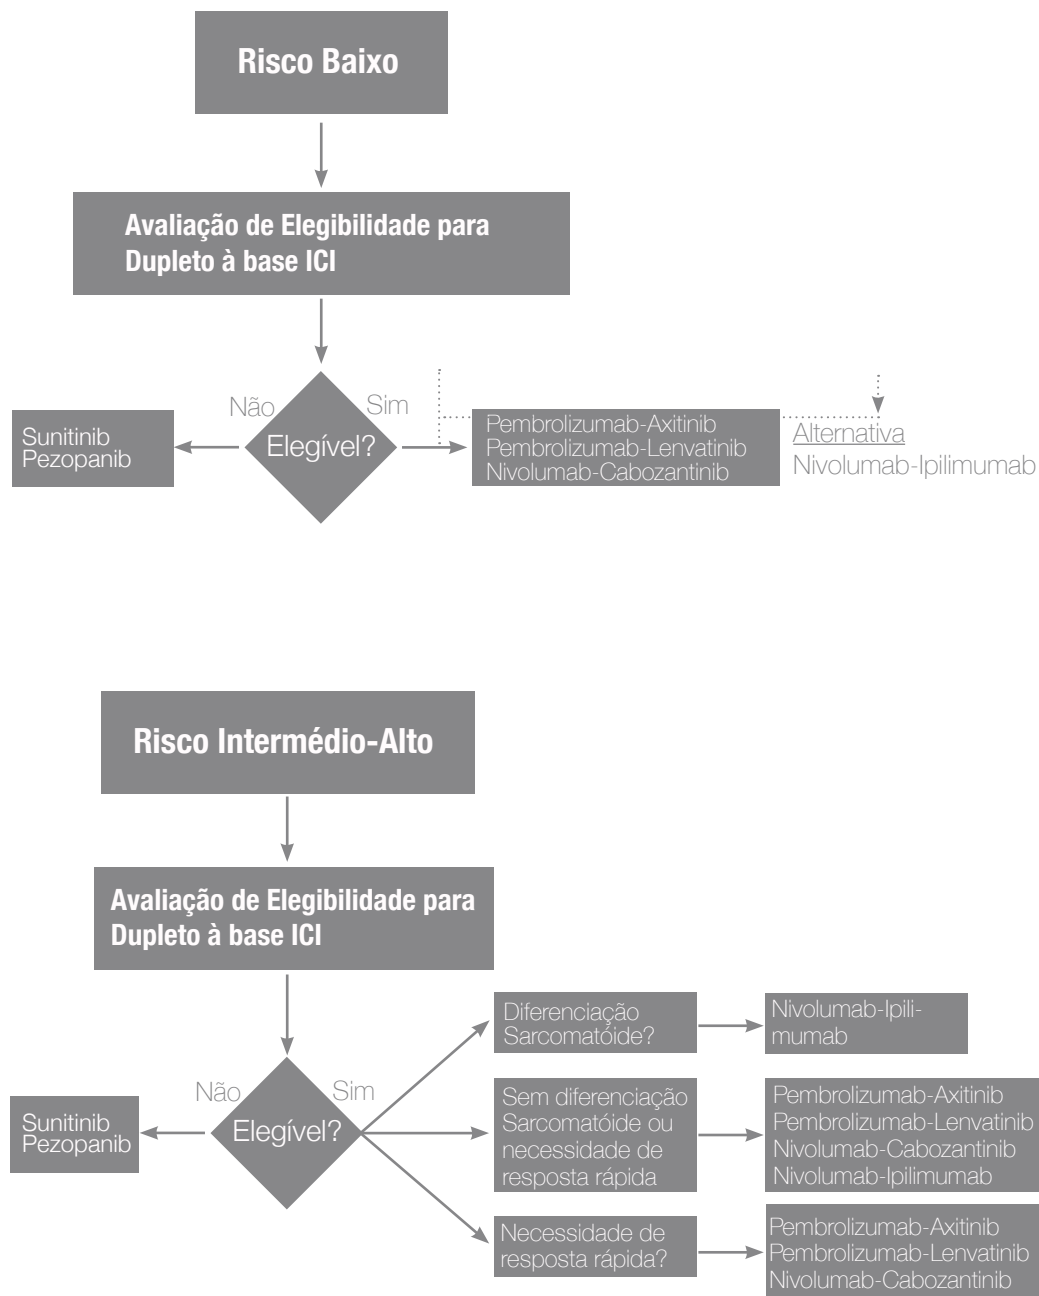 Risco Baixo
Avaliação de Elegibilidade para
Dupleto à base ICI
Não
Sim
Elegível?
Sunitinib
Pezopanib
Pembrolizumab-Axitinib
Pembrolizumab-Lenvatinib
Nivolumab-Cabozantinib
Alternativa
Nivolumab-Ipilimumab
Risco Intermédio-Alto
Avaliação de Elegibilidade para
Dupleto à base ICI
Não
Sim
Elegível?
Sunitinib
Pezopanib
Diferenciação
Sarcomatóide?
Nivolumab-Ipili-
mumab
Sem diferenciação
Sarcomatóide ou
necessidade de
resposta rápida
Pembrolizumab-Axitinib
Pembrolizumab-Lenvatinib
Nivolumab-Cabozantinib
Nivolumab-Ipilimumab
Necessidade de
resposta rápida?
Pembrolizumab-Axitinib
Pembrolizumab-Lenvatinib
Nivolumab-Cabozantinib